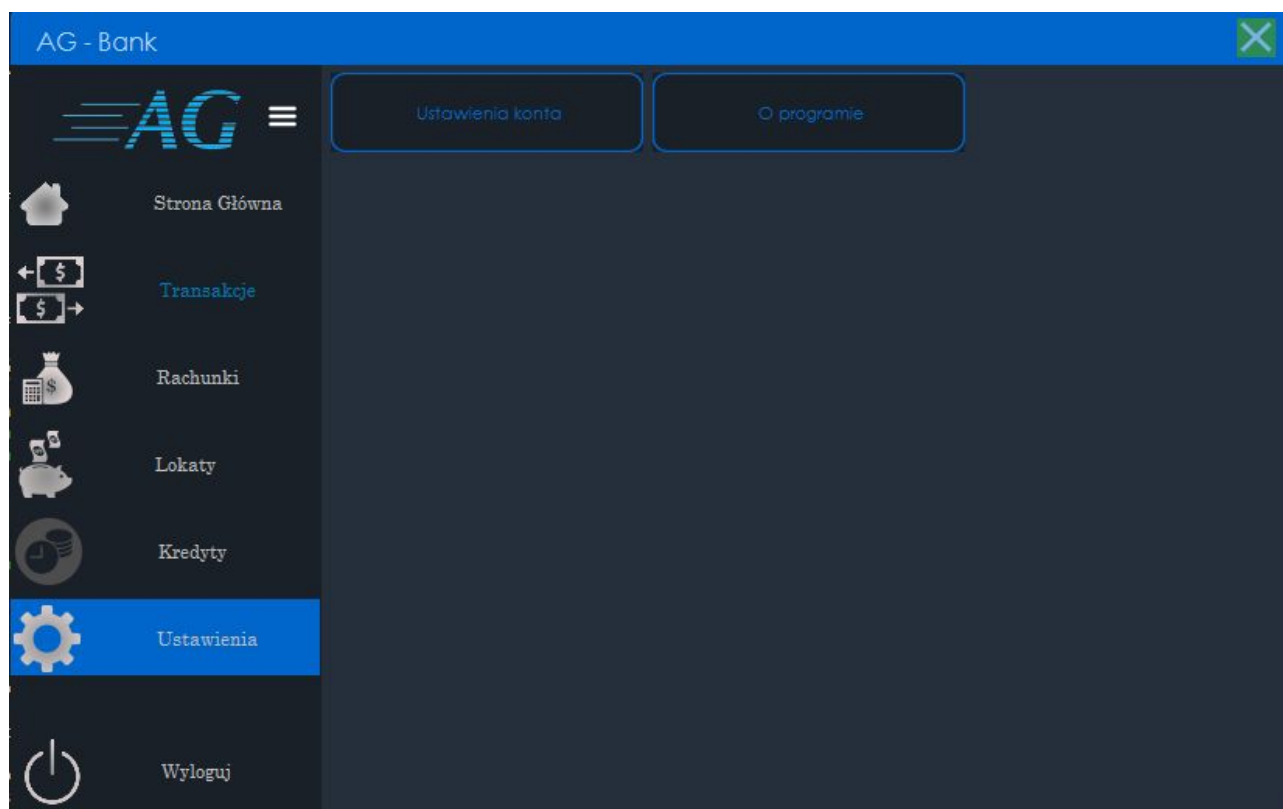 AG - Bank
AG
Ustawienia konta
O programie
Strona Główna
$
$
Transakcje
$
Rachunki
Lokaty
Kredyty
Ustawienia
Wyloguj